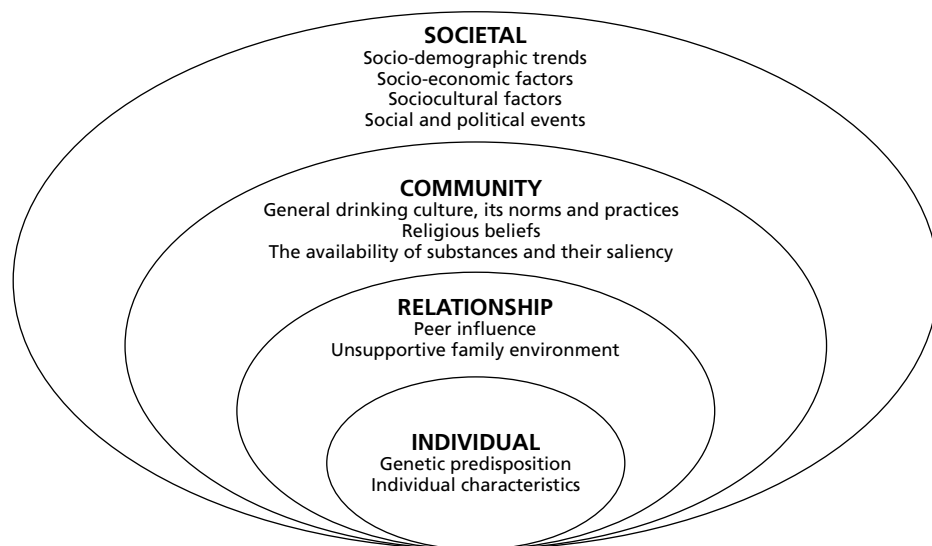 SOCIETAL
Socio-demographic trends
Socio-economic factors
Sociocultural factors
Social and political events
COMMUNITY
General drinking culture, its norms and practices
Religious beliefs
The availability of substances and their saliency
RELATIONSHIP
Peer influence
Unsupportive family environment
INDIVIDUAL
Genetic predisposition
Individual characteristics